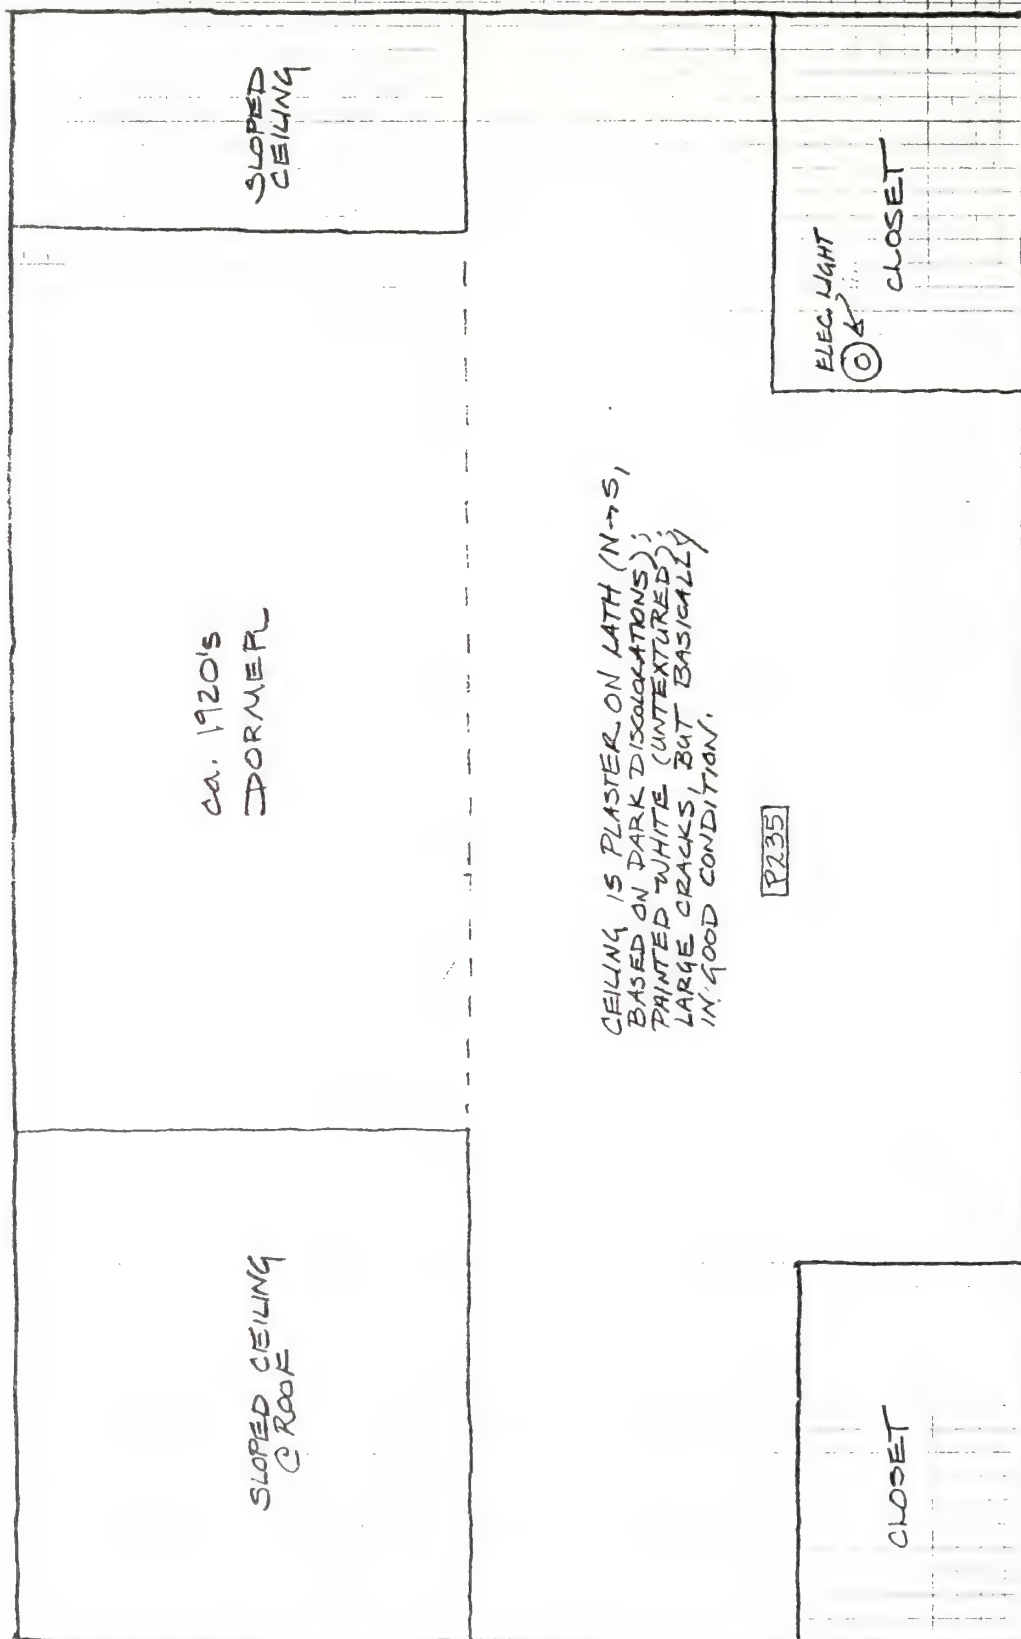 SLOPED CEILING
@ ROOF
ca. 1920's
DORMER
SLOPED
CEILING
CEILING IS PLASTER ON LATH (N→S,
BASED ON DARK DISCOLORATIONS);
PAINTED WHITE (UNTEXTURED);
LARGE CRACKS, BUT BASICALLY
IN GOOD CONDITION.
P235
ELEC. LIGHT
CLOSET
CLOSET